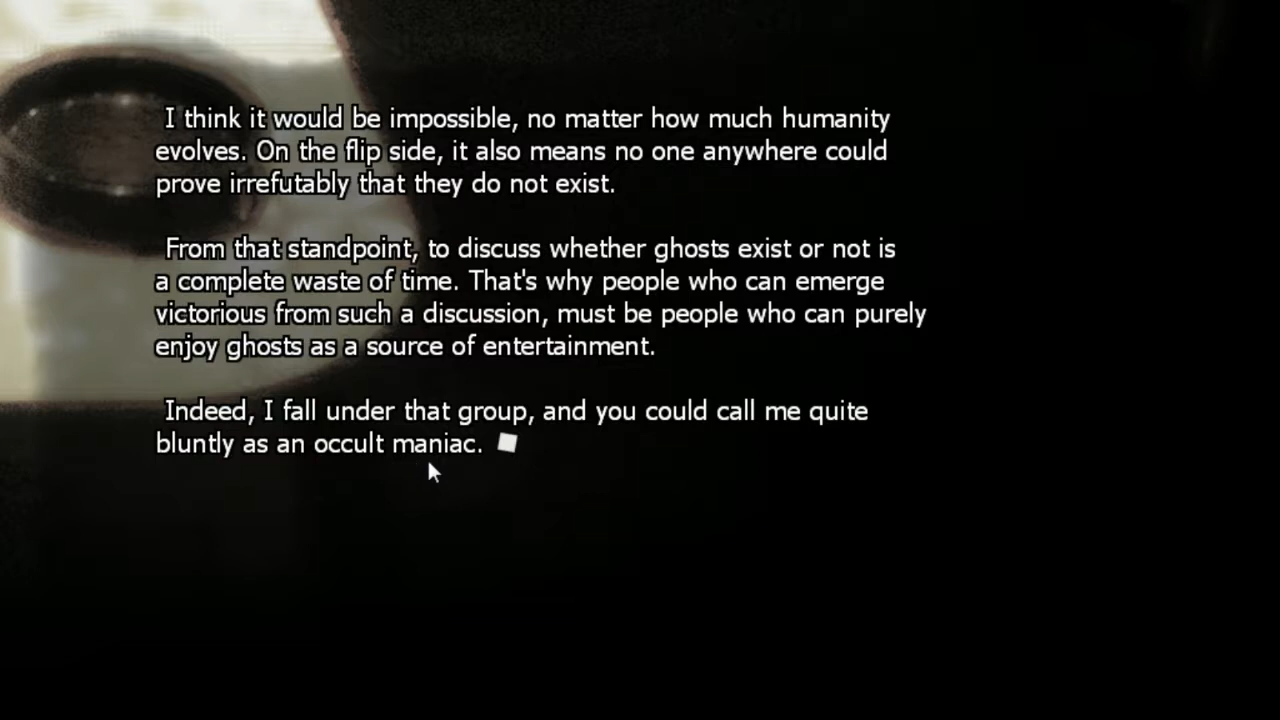 I think it would be impossible, no matter how much humanity
evolves. On the flip side, it also means no one anywhere could
prove irrefutably that they do not exist.
From that standpoint, to discuss whether ghosts exist or not is
a complete waste of time. That's why people who can emerge
victorious from such a discussion, must be people who can purely
enjoy ghosts as a source of entertainment.
Indeed, I fall under that group, and you could call me quite
bluntly as an occult maniac.